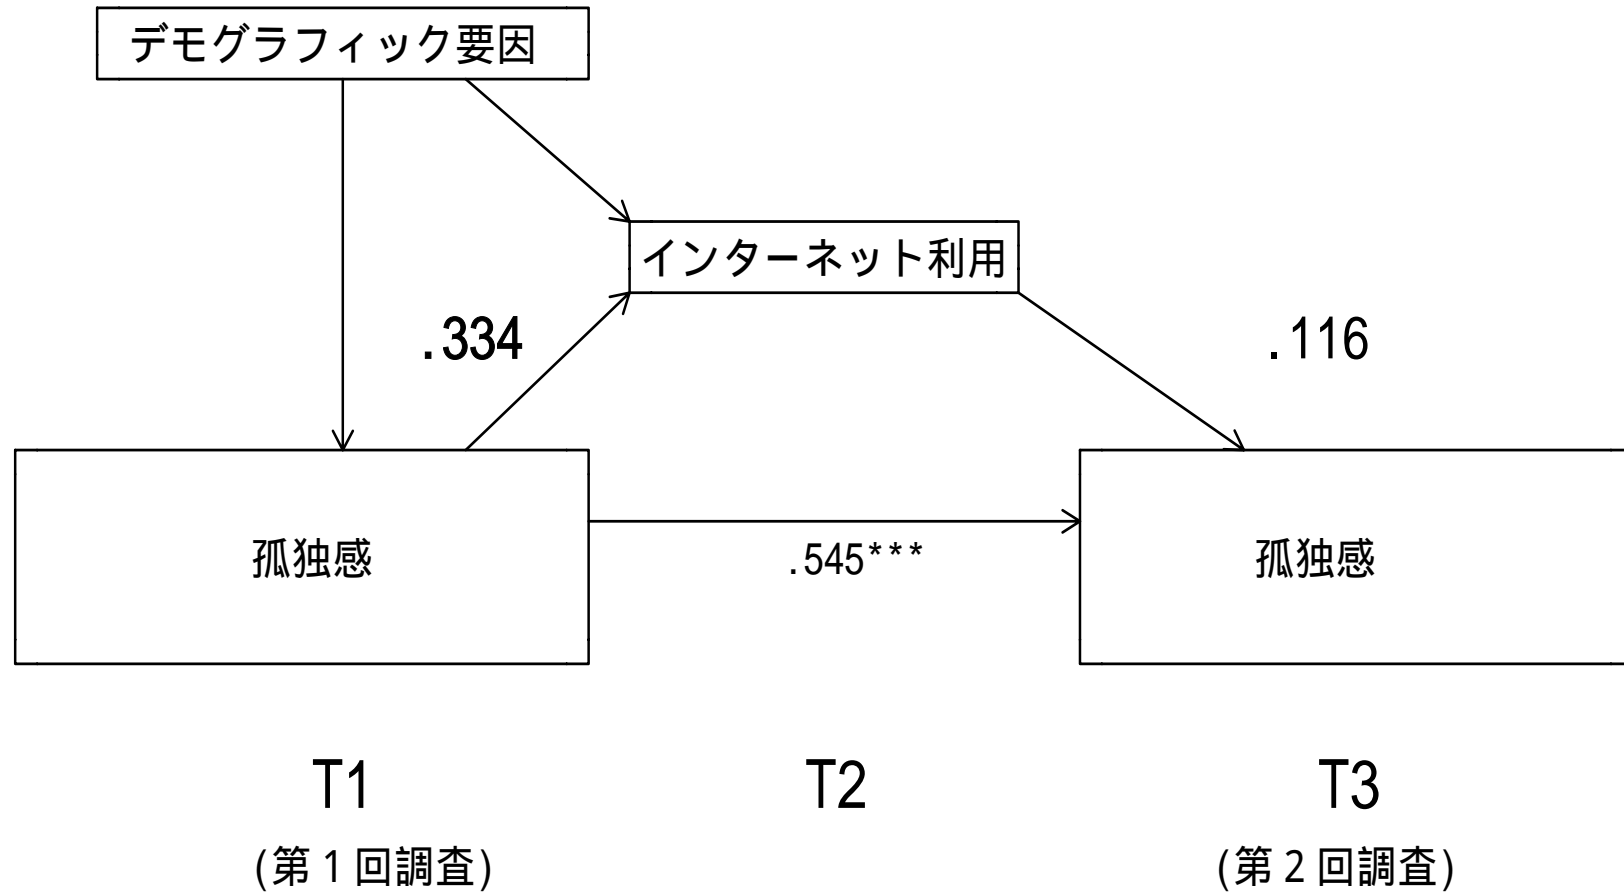 デモグラフィック要因
インターネット利用
.334
.116
孤独感
.545***
孤独感
T1
T2
T3
(第1回調査)
(第2回調査)